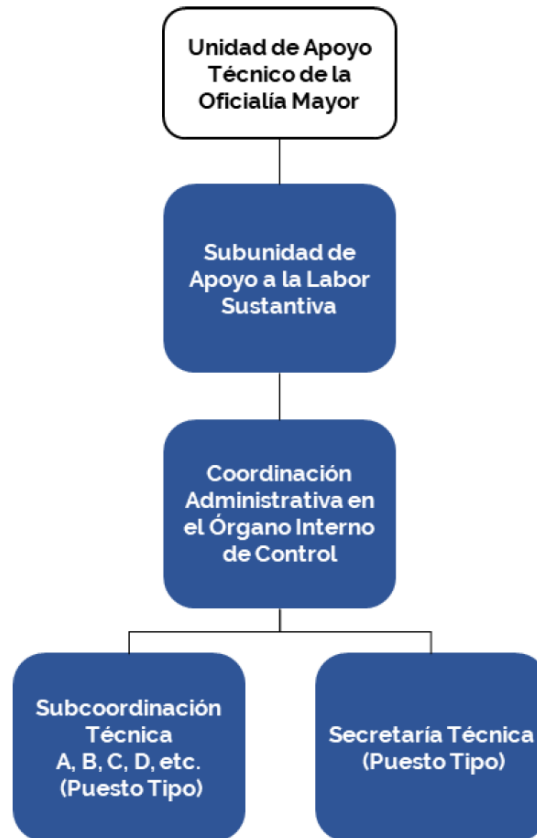 Unidad de Apoyo
Técnico de la
Oficialía Mayor
Subunidad de
Apoyo a la Labor
Sustantiva
Coordinación
Administrativa en
el Órgano Interno
de Control
Subcoordinación
Técnica
A, B, C, D, etc.
(Puesto Tipo)
Secretaría Técnica
(Puesto Tipo)